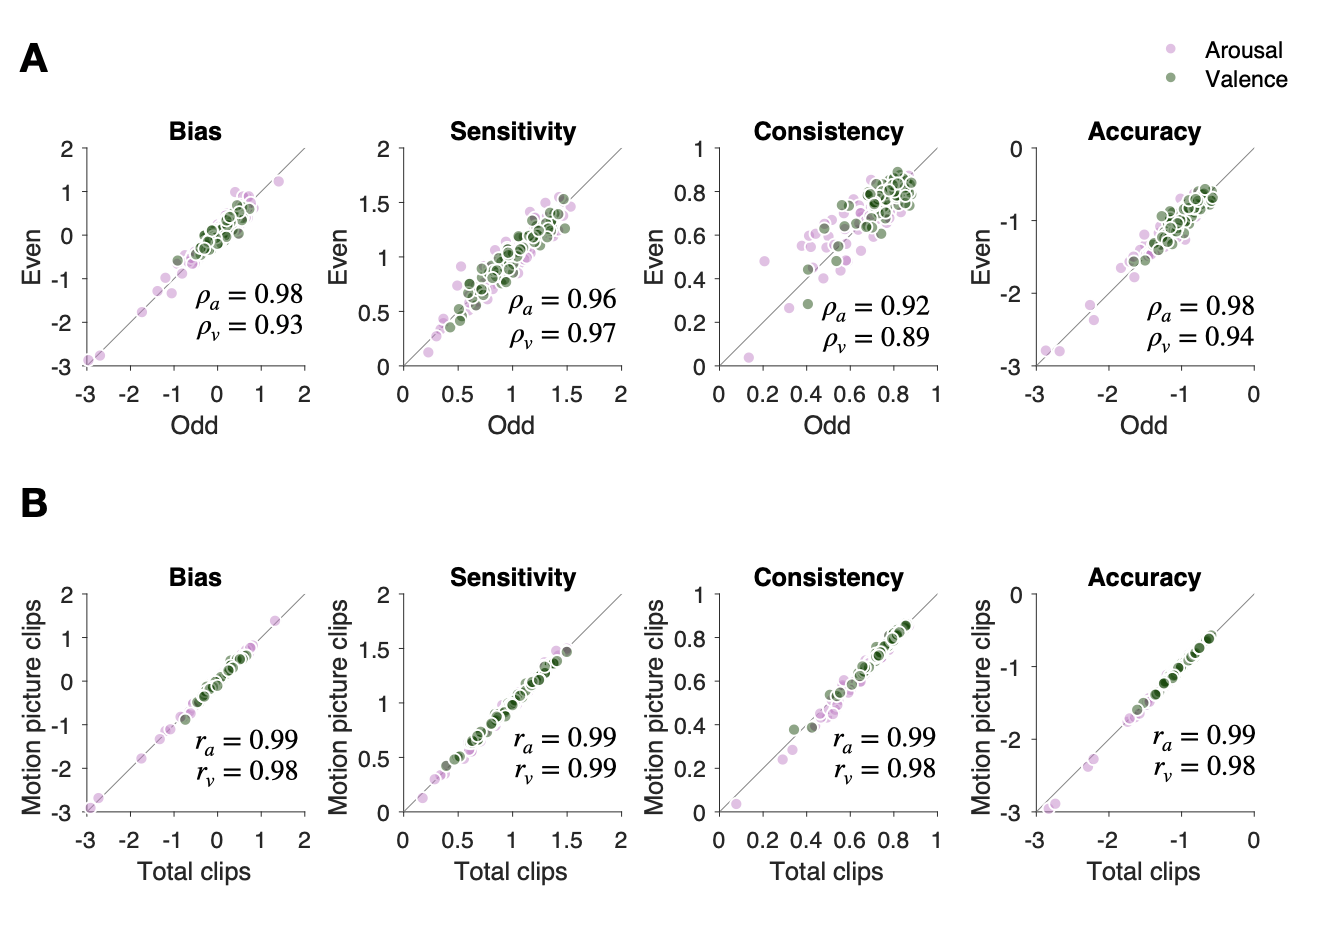 A
Arousal
Valence
Bias
Sensitivity
Consistency
Accuracy
Even
2
1
0
-1
-2
-3
-3 -2 -1 0 1 2
Odd
ρa = 0.98
ρv = 0.93
Even
2
1.5
1
0.5
0
0 0.5 1 1.5 2
Odd
ρa = 0.96
ρv = 0.97
Even
1
0.8
0.6
0.4
0.2
0
0 0.2 0.4 0.6 0.8 1
Odd
ρa = 0.92
ρv = 0.89
Even
0
-1
-2
-3
-3 -2 -1 0
Odd
ρa = 0.98
ρv = 0.94
B
Bias
Sensitivity
Consistency
Accuracy
Motion picture clips
2
1
0
-1
-2
-3
-3 -2 -1 0 1 2
Total clips
ra = 0.99
rv = 0.98
Motion picture clips
2
1.5
1
0.5
0
0 0.5 1 1.5 2
Total clips
ra = 0.99
rv = 0.99
Motion picture clips
1
0.8
0.6
0.4
0.2
0
0 0.2 0.4 0.6 0.8 1
Total clips
ra = 0.99
rv = 0.98
Motion picture clips
0
-1
-2
-3
-3 -2 -1 0
Total clips
ra = 0.99
rv = 0.98